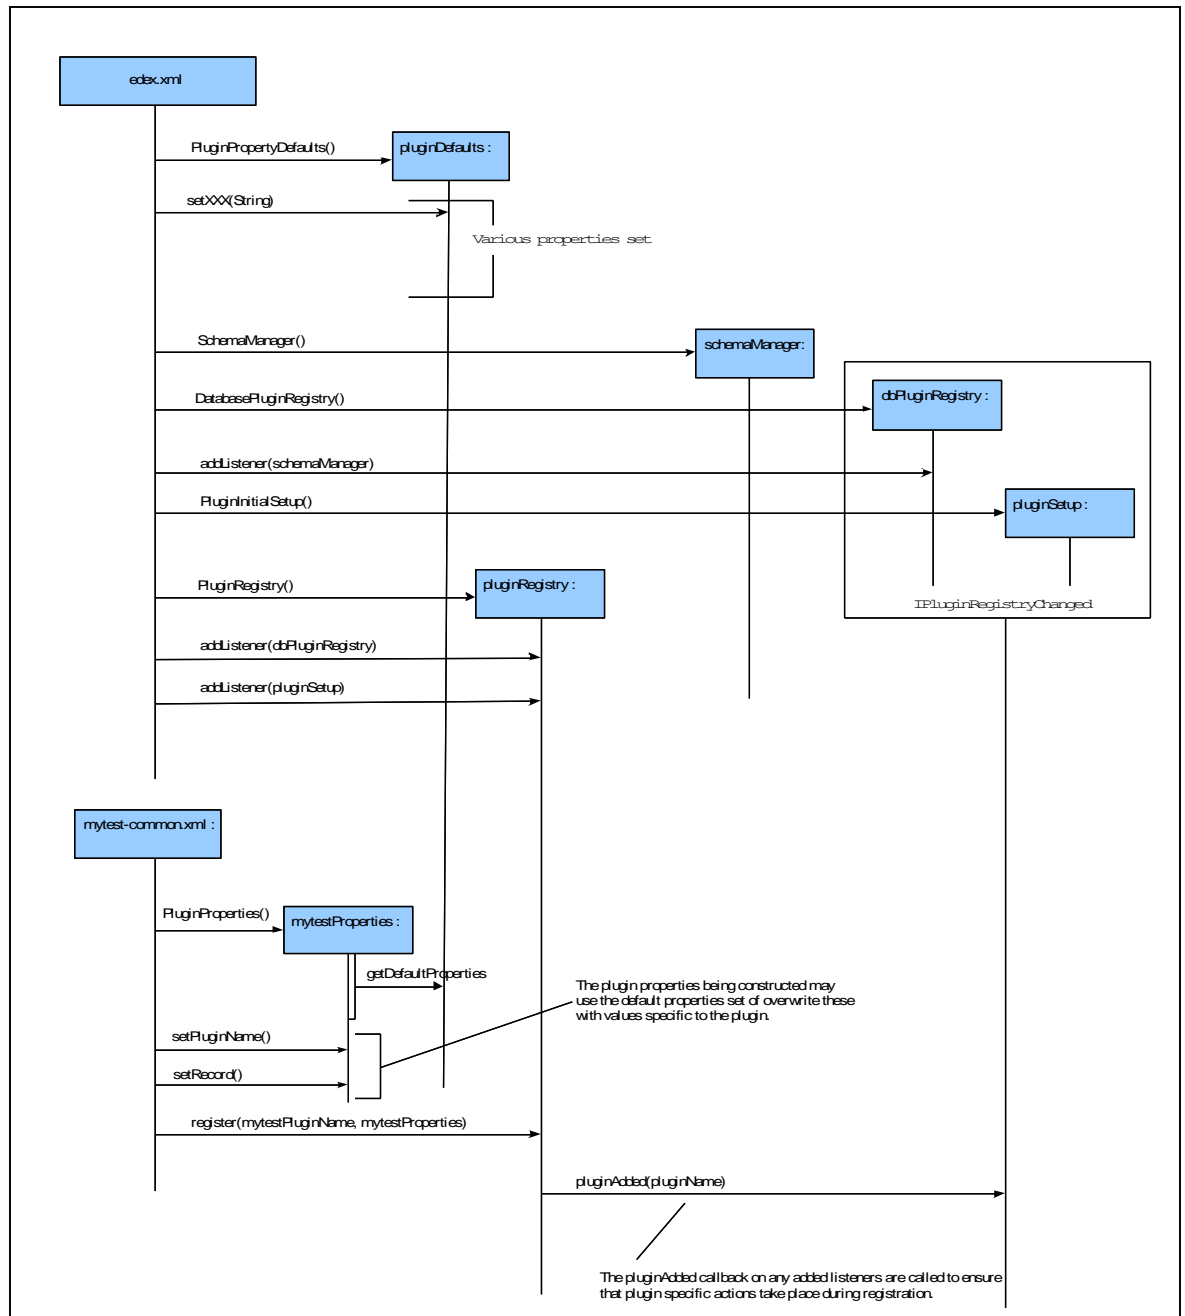 edex.xml
PluginPropertyDefaults()
pluginDefaults :
setXXX(String)
Various properties set
SchemaManager()
schemaManager:
DatabasePluginRegistry()
dbPluginRegistry :
addListener(schemaManager)
PluginInitialSetup()
pluginSetup :
PluginRegistry()
pluginRegistry :
IPluginRegistryChanged
addListener(dbPluginRegistry)
addListener(pluginSetup)
mytest-common.xml :
PluginProperties()
mytestProperties :
getDefaultProperties
The plugin properties being constructed may
use the default properties set of overwrite these
with values specific to the plugin.
setPluginName()
setRecord()
register(mytestPluginName, mytestProperties)
pluginAdded(pluginName)
The pluginAdded callback on any added listeners are called to ensure
that plugin specific actions take place during registration.